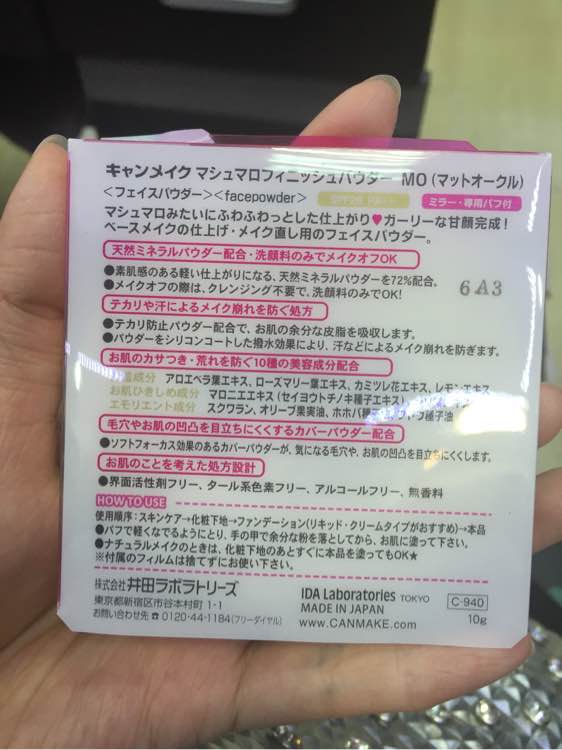 キャンメイク マシュマロフィニッシュパウダー MO (マットオークル)
<フェイスパウダー><facepowder> SPF26 PA++ ミラー・専用パフ付
マシュマロみたいにふわふわっとした仕上がり♥ガーリーな甘顔完成!
ベースメイクの仕上げ・メイク直し用のフェイスパウダー。
天然ミネラルパウダー配合・洗顔料のみでメイクオフOK
●素肌感のある軽い仕上がりになる、天然ミネラルパウダーを72%配合。
●メイクオフの際は、クレンジング不要で、洗顔料のみでOK!
6A3
テカリや汗によるメイク崩れを防ぐ処方
●テカリ防止パウダー配合で、お肌の余分な皮脂を吸収します。
●パウダーをシリコンコートした撥水効果により、汗などによるメイク崩れを防ぎます。
お肌のカサつき・荒れを防ぐ10種の美容成分配合
成分 アロエベラ葉エキス、ローズマリー葉エキス、カミツレ花エキス、レモンエキス
お肌ひきしめ成分 マロニエエキス(セイヨウトチノキ種子エキス)
エモリエント成分 スクワラン、オリーブ果実油、ホホバ種子油
毛穴やお肌の凹凸を目立ちにくくするカバーパウダー配合
●ソフトフォーカス効果のあるカバーパウダーが、気になる毛穴や、お肌の凹凸を目立ちにくくします。
お肌のことを考えた処方設計
●界面活性剤フリー、タール系色素フリー、アルコールフリー、無香料
HOW TO USE
使用順序:スキンケア→化粧下地→ファンデーション(リキッド・クリームタイプがおすすめ)→本品
●パフで軽くなでるようにとり、手の甲で余分な粉を落としてから、お肌に塗って下さい。
●ナチュラルメイクのときは、化粧下地のあとすぐに本品を塗ってもOK★
※付属のフィルムは捨てずにお使い下さい。
株式会社 井田ラボラトリーズ
東京都新宿区市谷本村町 1-1
お問い合わせ先 ☎ 0120-44-1184(フリーダイヤル)
IDA Laboratories TOKYO
MADE IN JAPAN
www.CANMAKE.com
C-940
10g